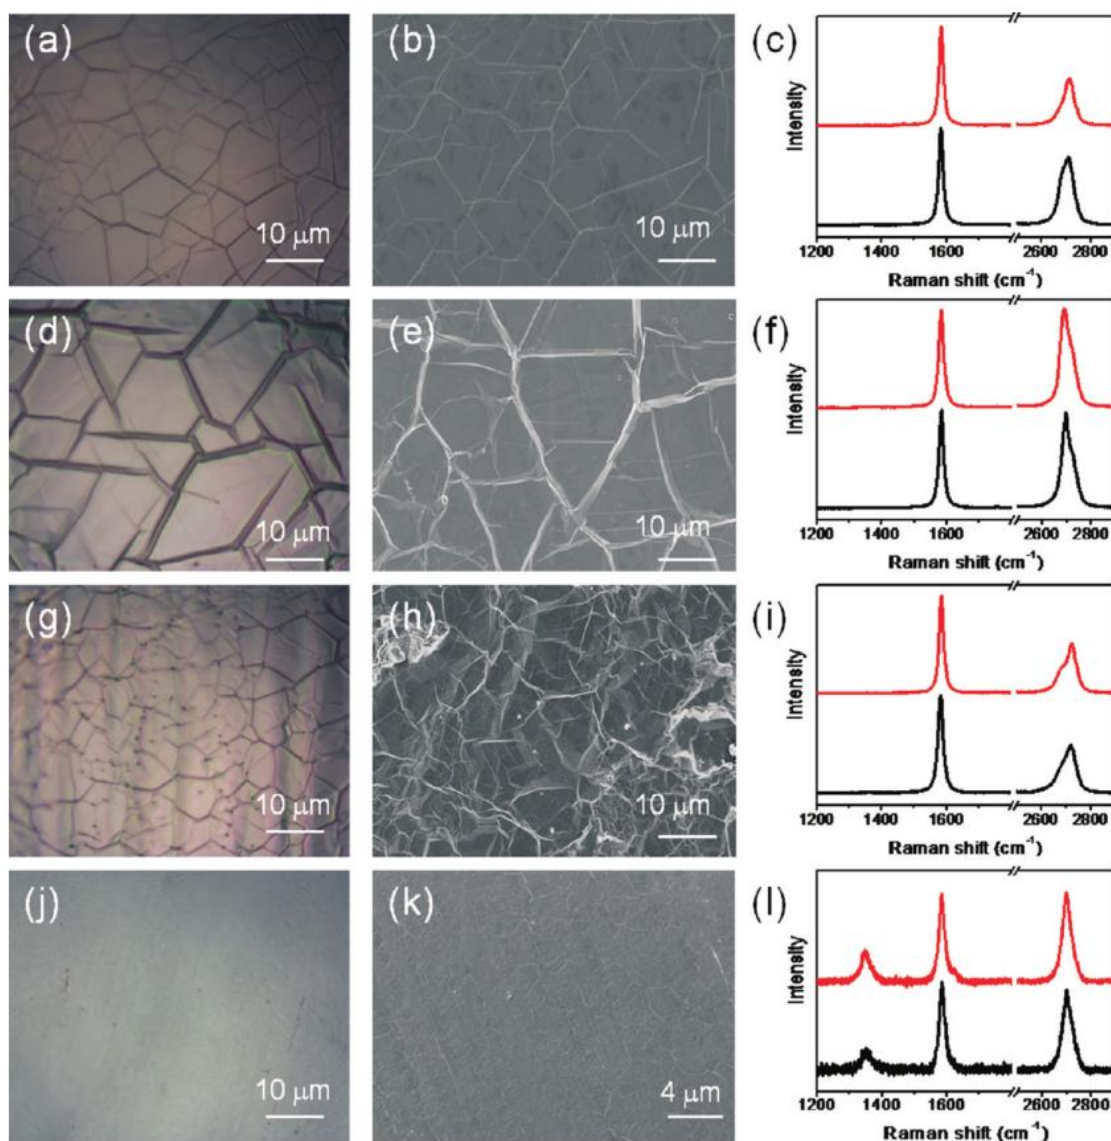 (a)
10 μm
(b)
10 μm
(c)
Intensity
1200 1400 1600 2600 2800
Raman shift (cm⁻¹)
(d)
10 μm
(e)
10 μm
(f)
Intensity
1200 1400 1600 2600 2800
Raman shift (cm⁻¹)
(g)
10 μm
(h)
10 μm
(i)
Intensity
1200 1400 1600 2600 2800
Raman shift (cm⁻¹)
(j)
10 μm
(k)
4 μm
(l)
Intensity
1200 1400 1600 2600 2800
Raman shift (cm⁻¹)